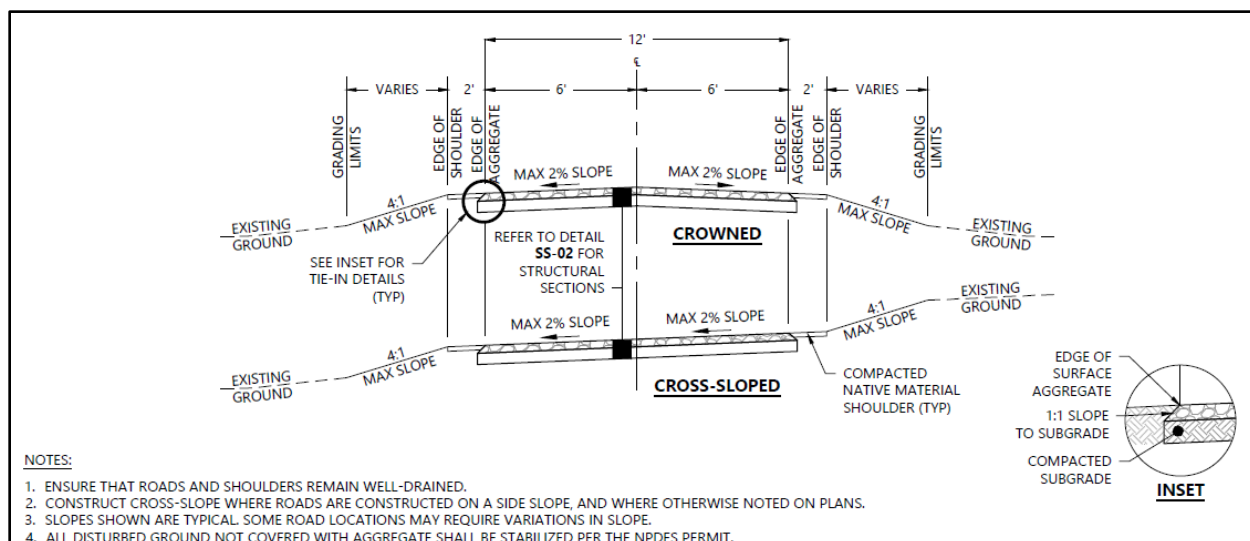 12'
℄
VARIES
2'
6'
6'
2'
VARIES
GRADING
LIMITS
EDGE OF
SHOULDER
EDGE OF
AGGREGATE
EDGE OF
AGGREGATE
EDGE OF
SHOULDER
GRADING
LIMITS
MAX 2% SLOPE
MAX 2% SLOPE
4:1
MAX SLOPE
4:1
MAX SLOPE
EXISTING
GROUND
EXISTING
GROUND
SEE INSET FOR
TIE-IN DETAILS
(TYP)
REFER TO DETAIL
SS-02 FOR
STRUCTURAL
SECTIONS
CROWNED
MAX 2% SLOPE
MAX 2% SLOPE
4:1
MAX SLOPE
EXISTING
GROUND
4:1
MAX SLOPE
EXISTING
GROUND
CROSS-SLOPED
COMPACTED
NATIVE MATERIAL
SHOULDER (TYP)
EDGE OF
SURFACE
AGGREGATE
1:1 SLOPE
TO SUBGRADE
COMPACTED
SUBGRADE
INSET
NOTES:
1. ENSURE THAT ROADS AND SHOULDERS REMAIN WELL-DRAINED.
2. CONSTRUCT CROSS-SLOPE WHERE ROADS ARE CONSTRUCTED ON A SIDE SLOPE, AND WHERE OTHERWISE NOTED ON PLANS.
3. SLOPES SHOWN ARE TYPICAL. SOME ROAD LOCATIONS MAY REQUIRE VARIATIONS IN SLOPE.
4. ALL DISTURBED GROUND NOT COVERED WITH AGGREGATE SHALL BE STABILIZED PER THE NPDES PERMIT.